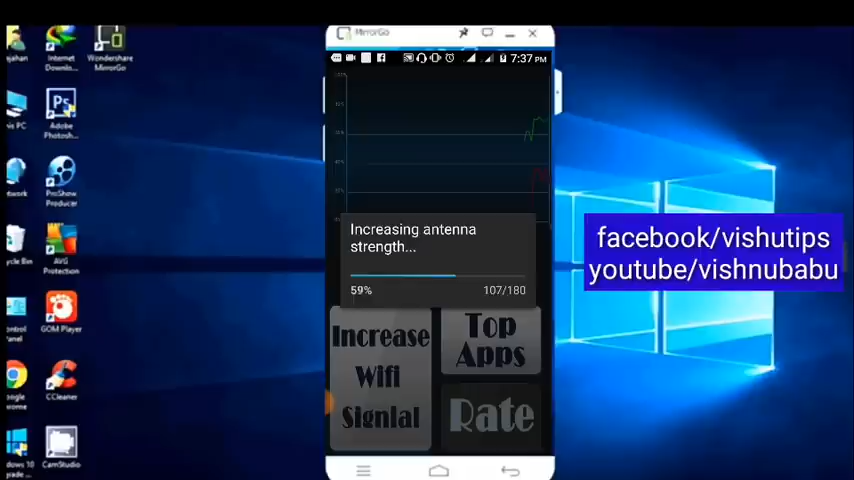 MirrorGo
7:37 PM
Increasing antenna
strength...
59%
107/180
Increase
Wifi
Signlal
Top
Apps
Rate
facebook/vishutips
youtube/vishnubabu
Internet
Downlo...
Wondershare
MirrorGo
Adobe
Photosh...
ProShow
Producer
AVG
Protection
GOM Player
CCleaner
CamStudio